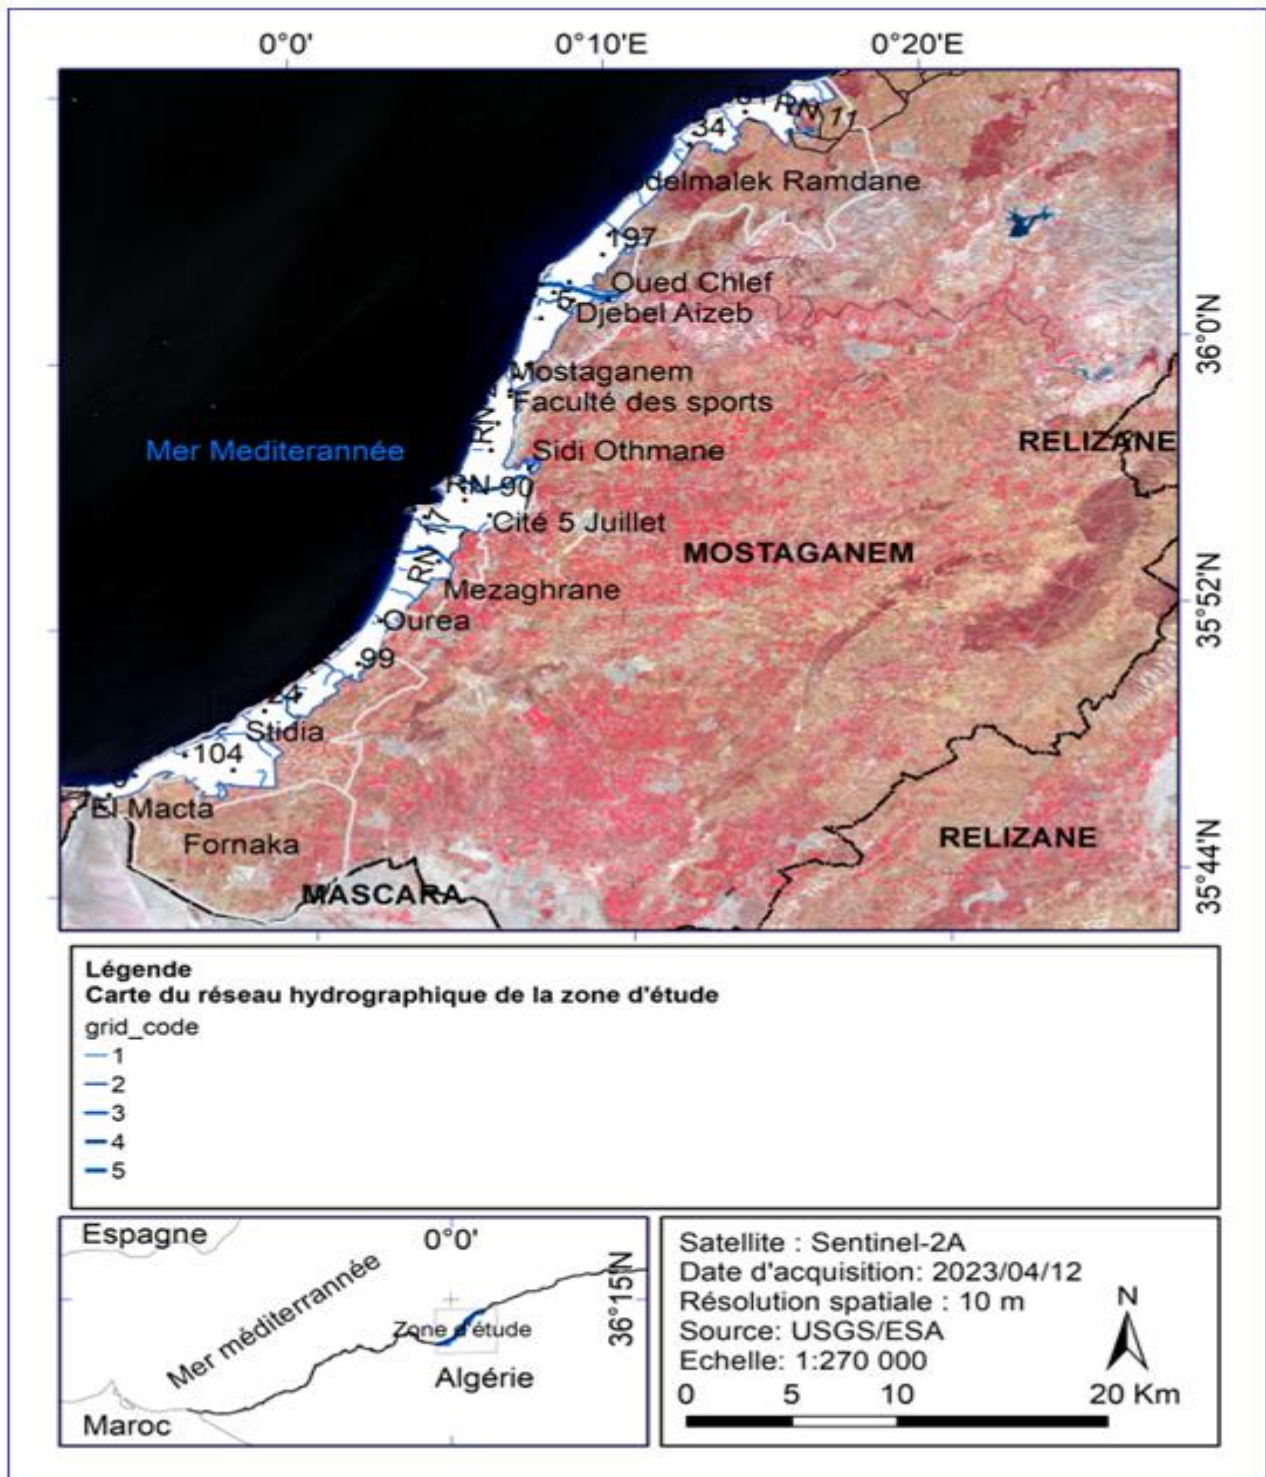 0°0' 0°10'E 0°20'E
RN 11
34
delmalek Ramdane
197
Oued Chlef
5
Djebel Aizeb
36°0'N
Mostaganem
Faculté des sports
RN
Mer Mediterannée
Sidi Othmane
RELIZANE
RN 90
Cité 5 Juillet
RN 17
MOSTAGANEM
Mezaghrane
35°52'N
Ourea
99
24
Stidia
104
El Macta
Fornaka
RELIZANE
35°44'N
MASCARA
Légende
Carte du réseau hydrographique de la zone d'étude
grid_code
1
2
3
4
5
Espagne
0°0'
Mer méditerrannée
36°15'N
Zone d'étude
Algérie
Maroc
Satellite : Sentinel-2A
Date d'acquisition: 2023/04/12
Résolution spatiale : 10 m
Source: USGS/ESA
Echelle: 1:270 000
N
0 5 10 20 Km